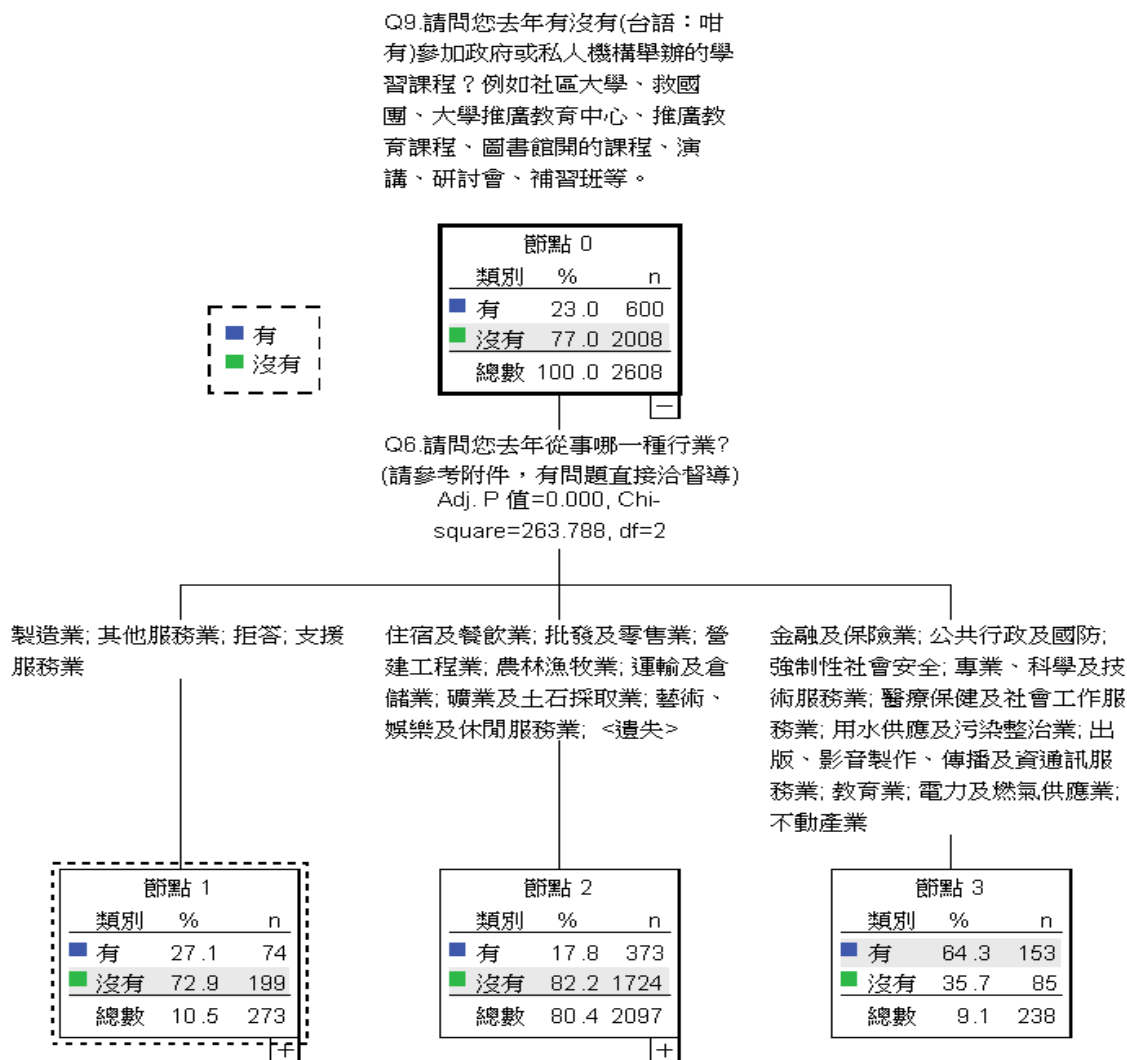 Q9.請問您去年有沒有(台語：咁
有)參加政府或私人機構舉辦的學
習課程？例如社區大學、救國
團、大學推廣教育中心、推廣教
育課程、圖書館開的課程、演
講、研討會、補習班等。
節點 0
類別 % n
有 23.0 600
沒有 77.0 2008
總數 100.0 2608
有
沒有
Q6.請問您去年從事哪一種行業?
(請參考附件，有問題直接洽督導)
Adj. P 值=0.000, Chi-
square=263.788, df=2
製造業; 其他服務業; 拒答; 支援
服務業
住宿及餐飲業; 批發及零售業; 營
建工程業; 農林漁牧業; 運輸及倉
儲業; 礦業及土石採取業; 藝術、
娛樂及休閒服務業; <遺失>
金融及保險業; 公共行政及國防;
強制性社會安全; 專業、科學及技
術服務業; 醫療保健及社會工作服
務業; 用水供應及污染整治業; 出
版、影音製作、傳播及資通訊服
務業; 教育業; 電力及燃氣供應業;
不動產業
節點 1
類別 % n
有 27.1 74
沒有 72.9 199
總數 10.5 273
節點 2
類別 % n
有 17.8 373
沒有 82.2 1724
總數 80.4 2097
節點 3
類別 % n
有 64.3 153
沒有 35.7 85
總數 9.1 238